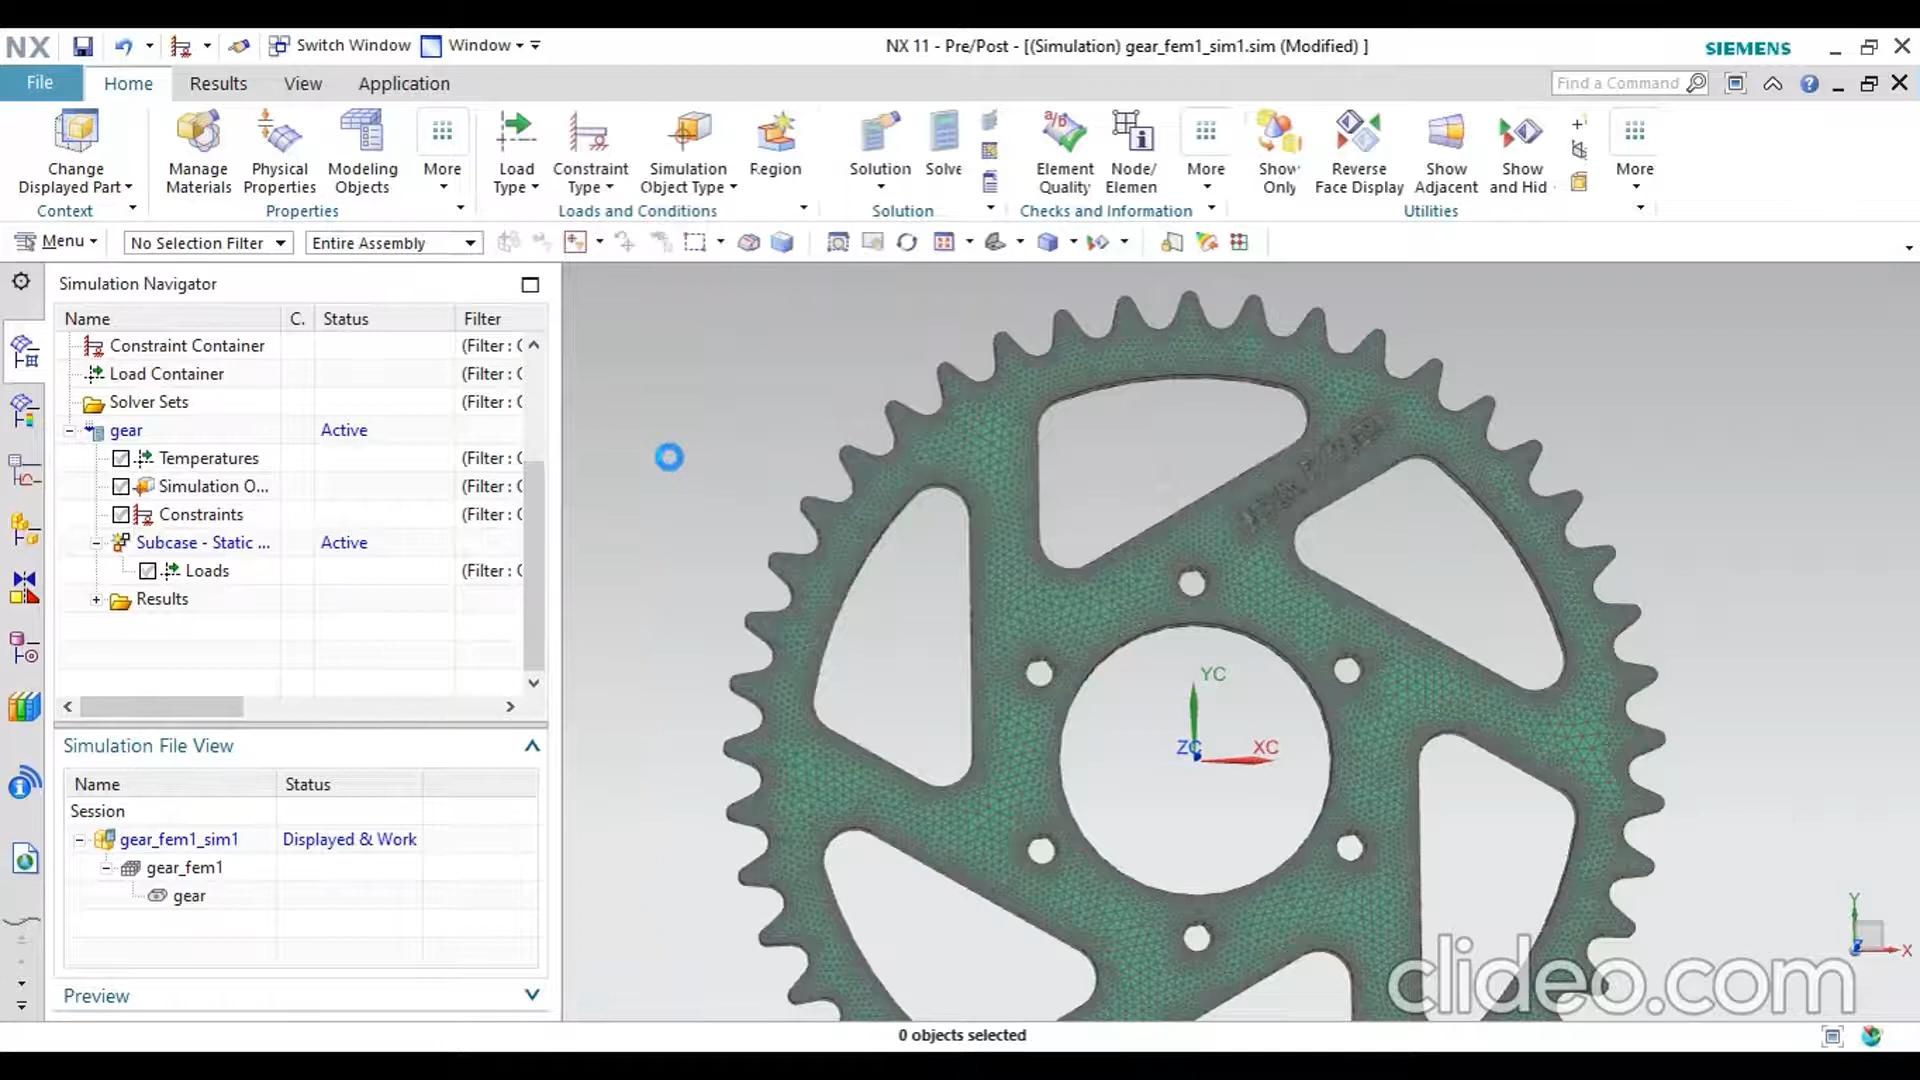 NX
Switch Window
Window
NX 11 - Pre/Post - [(Simulation) gear_fem1_sim1.sim (Modified) ]
SIEMENS
File
Home
Results
View
Application
Find a Command
Change Displayed Part
Manage Materials
Physical Properties
Modeling Objects
More
Load Type
Constraint Type
Simulation Object Type
Region
Solution
Solve
Element Quality
Node/ Elemen
More
Show Only
Reverse Face Display
Show Adjacent
Show and Hid
More
Context
Properties
Loads and Conditions
Solution
Checks and Information
Utilities
Menu
No Selection Filter
Entire Assembly
Simulation Navigator
Name
C.
Status
Filter
Constraint Container
(Filter : C
Load Container
(Filter : C
Solver Sets
(Filter : C
gear
Active
Temperatures
(Filter : C
Simulation O...
(Filter : C
Constraints
(Filter : C
Subcase - Static ...
Active
Loads
(Filter : C
Results
Simulation File View
Name
Status
Session
gear_fem1_sim1
Displayed & Work
gear_fem1
gear
Preview
YC
ZC
XC
Y
Z
X
clideo.com
0 objects selected